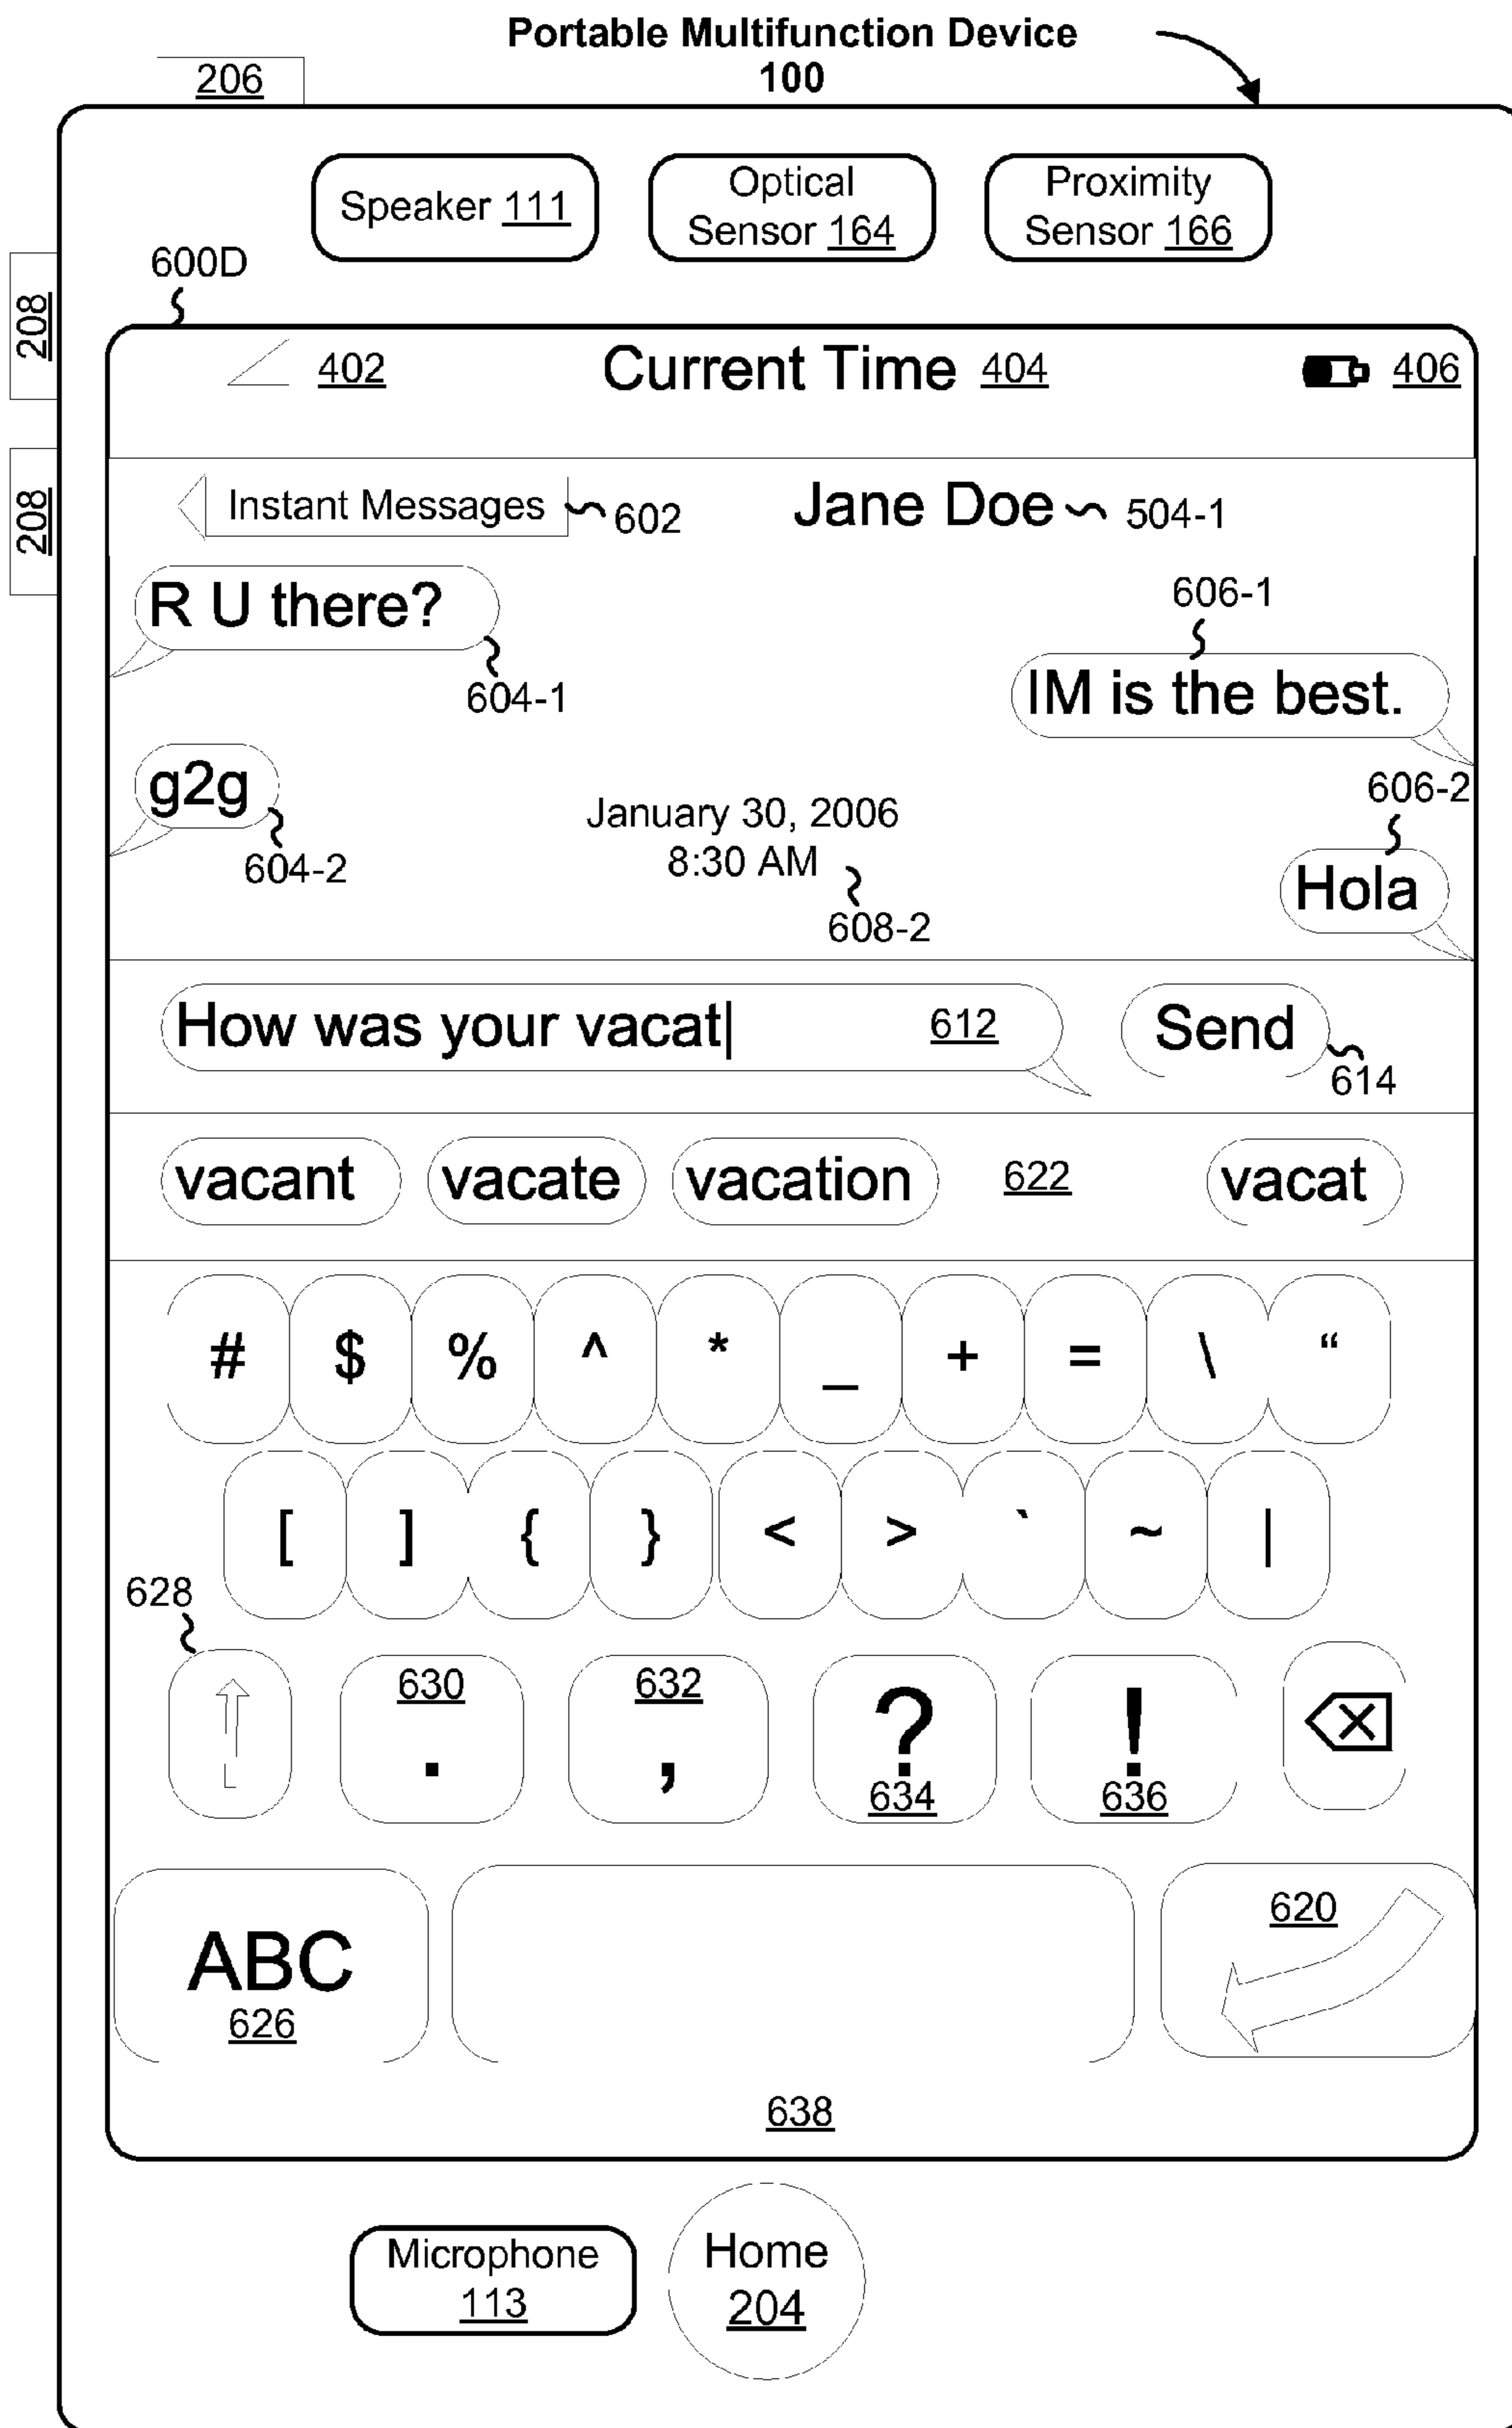 Portable Multifunction Device
100
206
Speaker 111
Optical
Sensor 164
Proximity
Sensor 166
208
208
600D
402 Current Time 404 406
Instant Messages 602 Jane Doe 504-1
R U there?
604-1
606-1
IM is the best.
g2g
604-2
January 30, 2006
8:30 AM
608-2
606-2
Hola
How was your vacat| 612 Send
614
vacant vacate vacation 622 vacat
# $ % ^ * _ + = \ “
[ ] { } < > ` ~ |
628
630 632
. , ? !
634 636
ABC
626
620
638
Microphone
113
Home
204